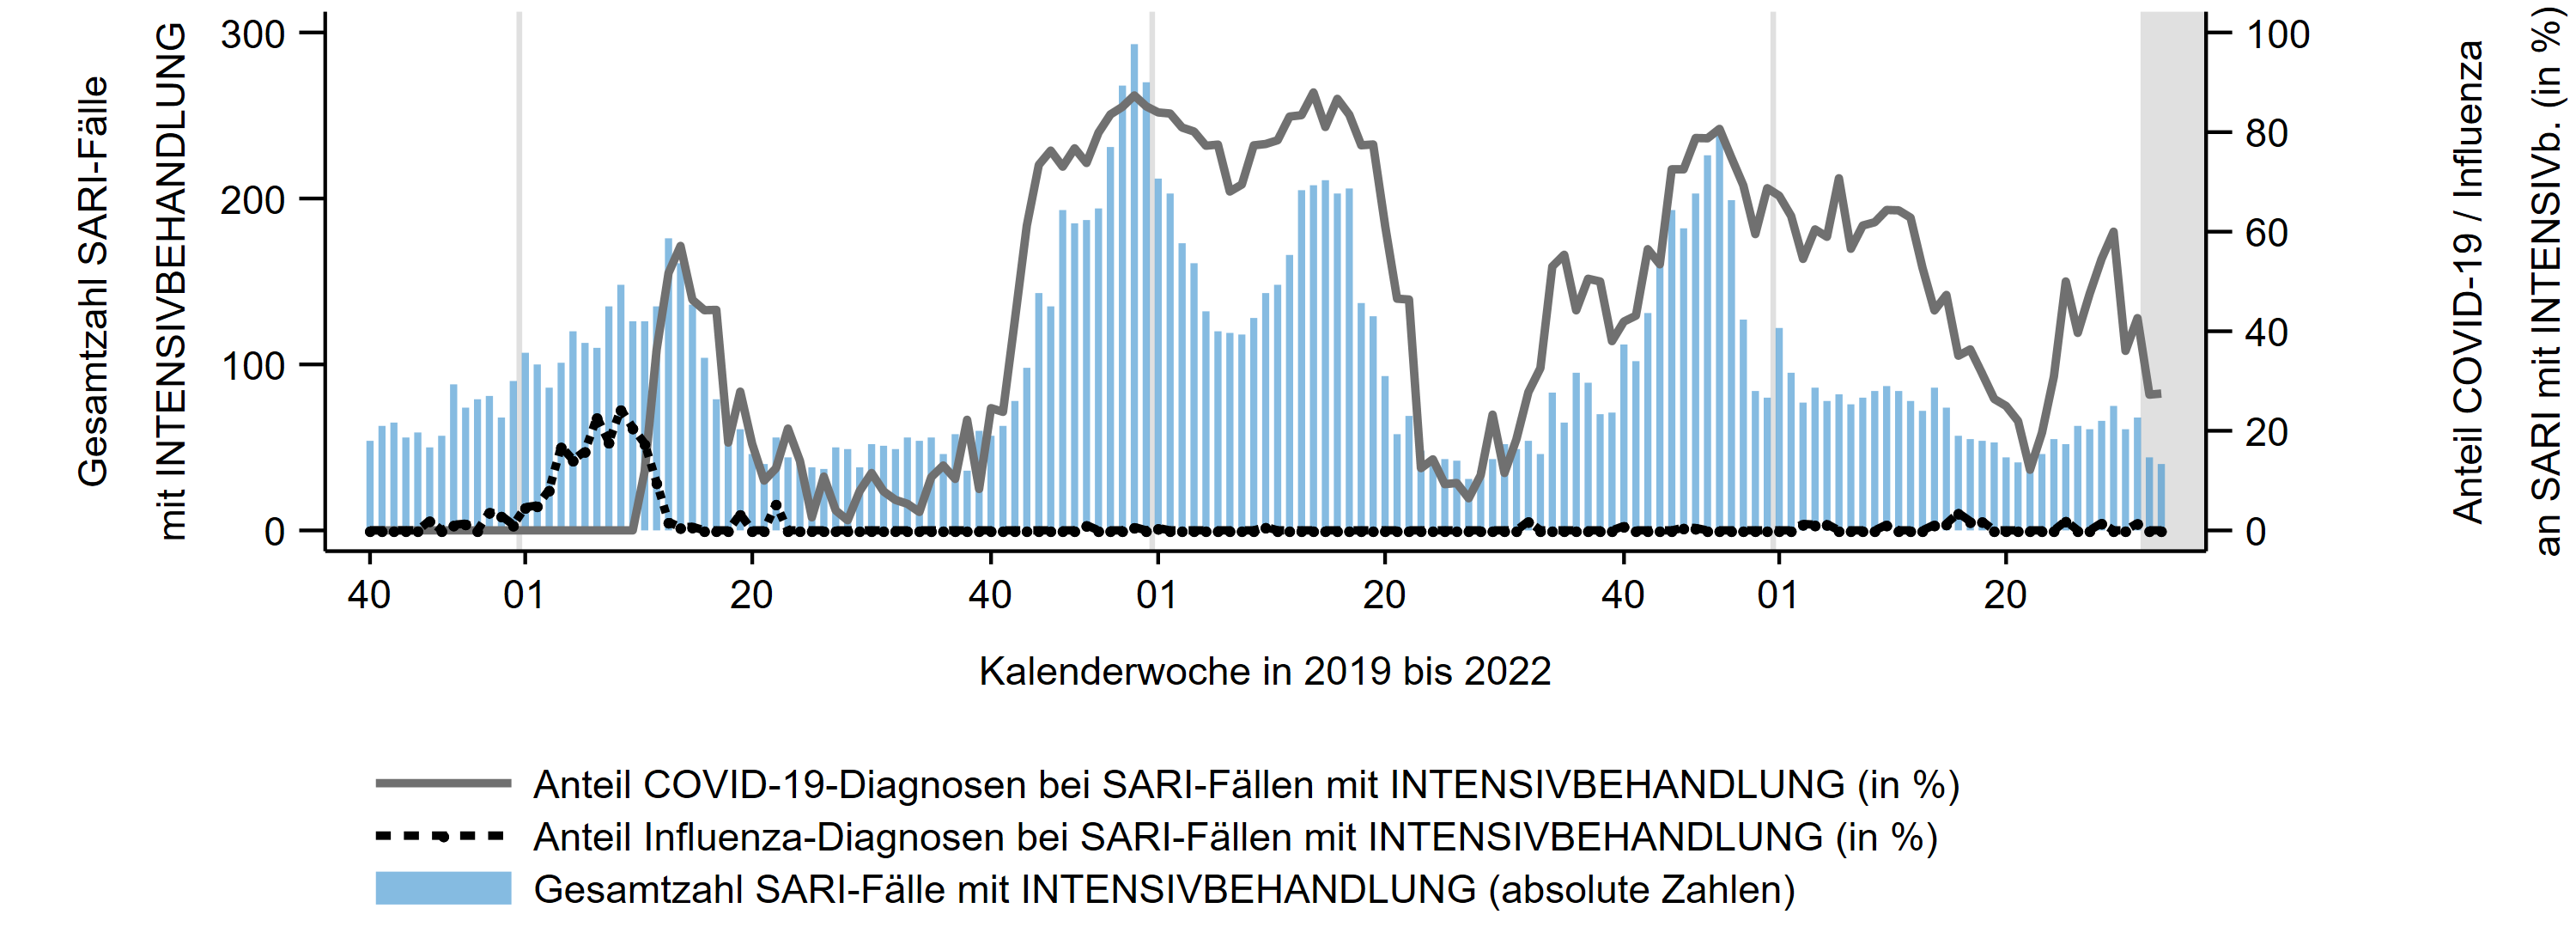 Gesamtzahl SARI-Fälle
mit INTENSIVBEHANDLUNG
300
200
100
0
100
80
60
40
20
0
Anteil COVID-19 / Influenza
an SARI mit INTENSIVb. (in %)
40 01 20 40 01 20 40 01 20
Kalenderwoche in 2019 bis 2022
Anteil COVID-19-Diagnosen bei SARI-Fällen mit INTENSIVBEHANDLUNG (in %)
Anteil Influenza-Diagnosen bei SARI-Fällen mit INTENSIVBEHANDLUNG (in %)
Gesamtzahl SARI-Fälle mit INTENSIVBEHANDLUNG (absolute Zahlen)